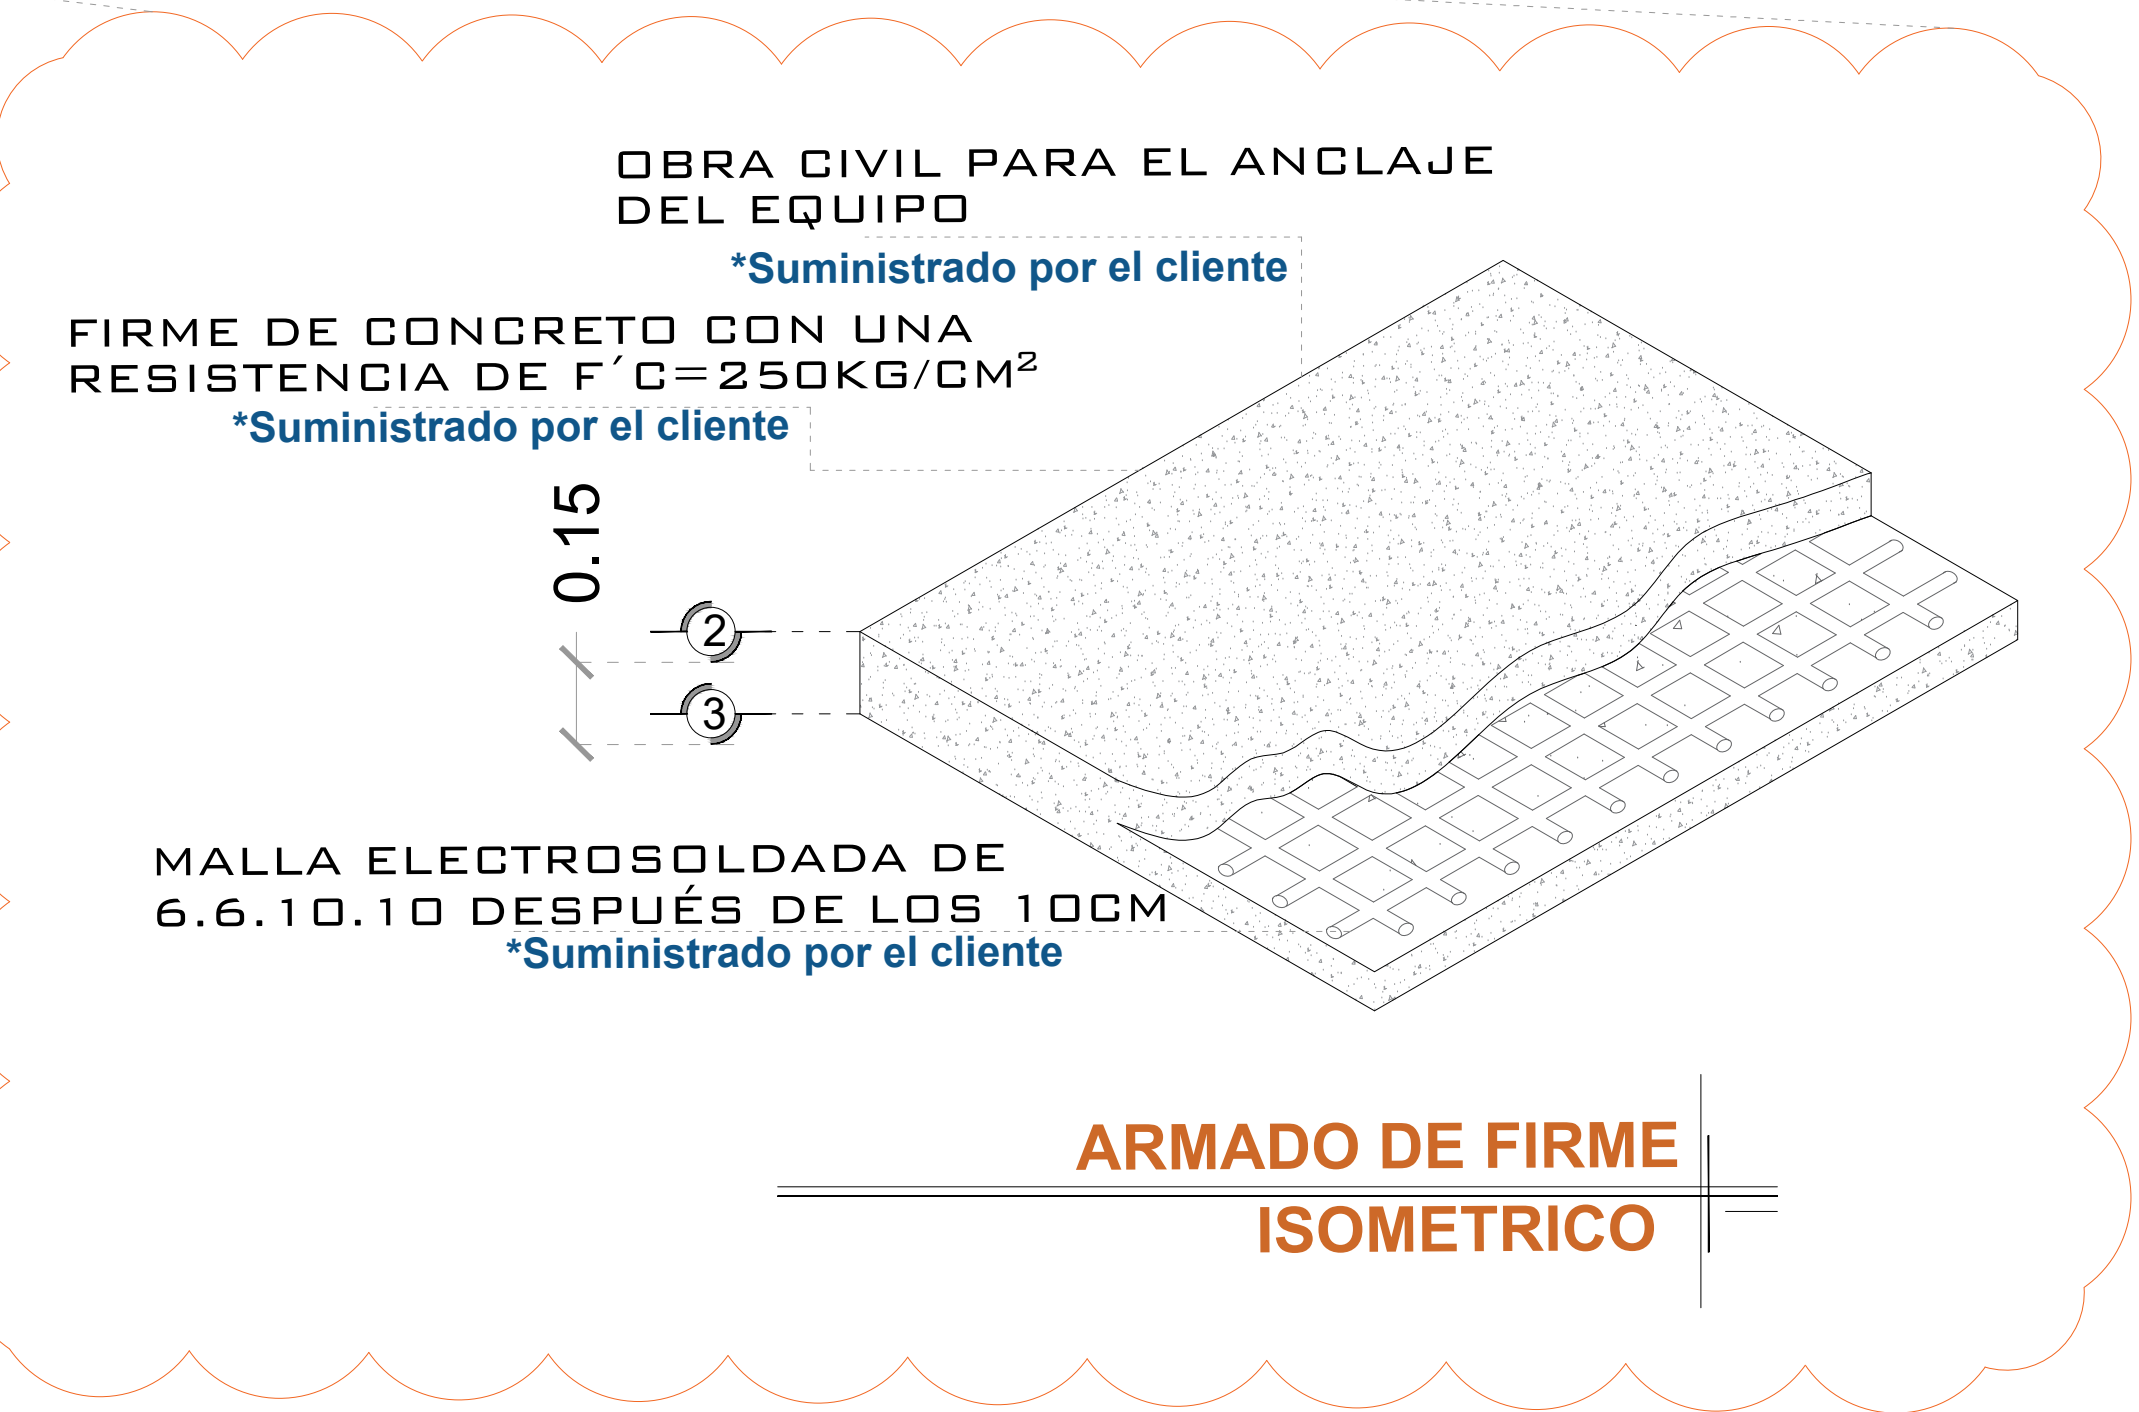 OBRA CIVIL PARA EL ANCLAJE
DEL EQUIPO
*Suministrado por el cliente
FIRME DE CONCRETO CON UNA
RESISTENCIA DE F´C=250KG/CM²
*Suministrado por el cliente
0.15
2
3
MALLA ELECTROSOLDADA DE
6.6.10.10 DESPUÉS DE LOS 10CM
*Suministrado por el cliente
ARMADO DE FIRME
ISOMETRICO